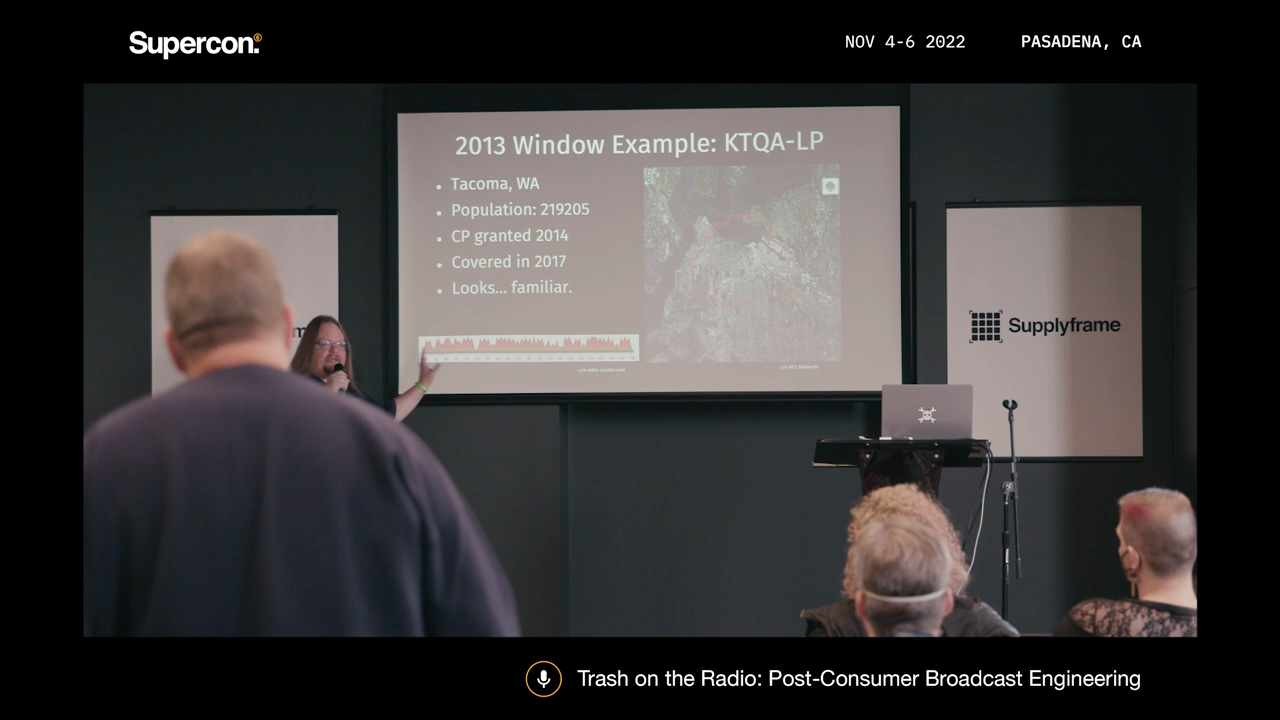 Supercon.6
NOV 4-6 2022
PASADENA, CA
2013 Window Example: KTQA-LP
• Tacoma, WA
• Population: 219205
• CP granted 2014
• Covered in 2017
• Looks... familiar.
Supplyframe
Trash on the Radio: Post-Consumer Broadcast Engineering